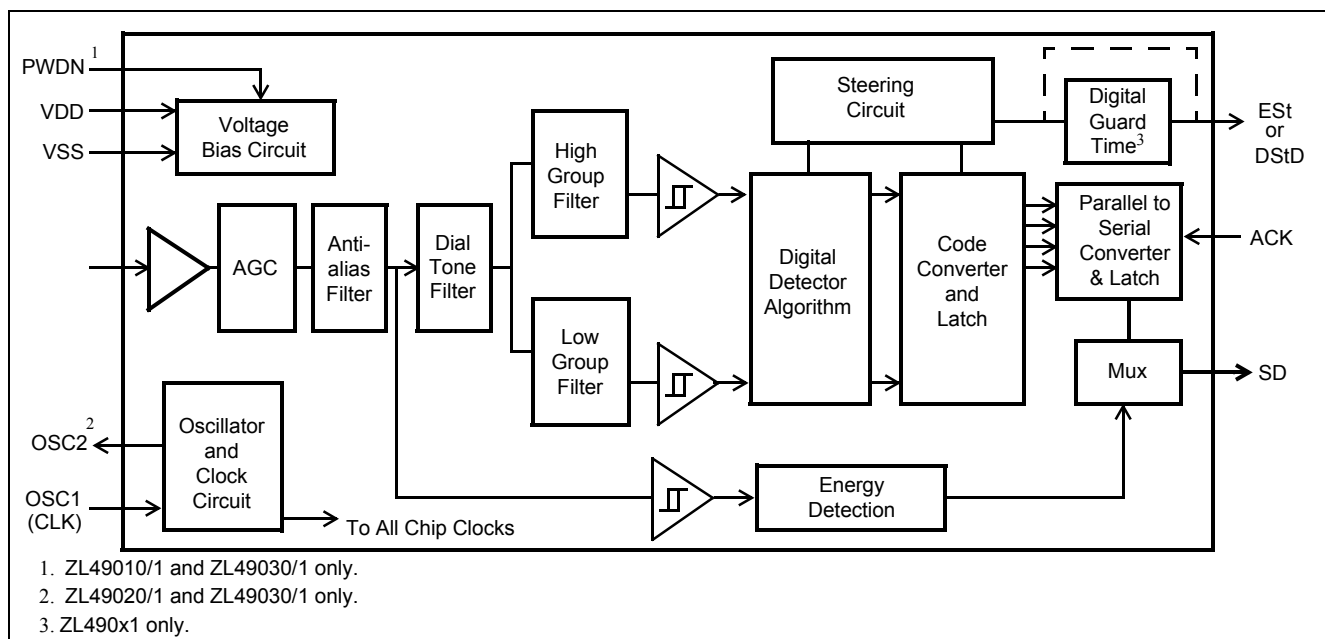 PWDN 1
VDD
VSS
Voltage
Bias Circuit
Steering
Circuit
Digital
Guard
Time3
ESt
or
DStD
High
Group
Filter
AGC
Anti-
alias
Filter
Dial
Tone
Filter
Digital
Detector
Algorithm
Code
Converter
and
Latch
Parallel to
Serial
Converter
& Latch
ACK
Low
Group
Filter
Mux
SD
OSC2 2
Oscillator
and
Clock
Circuit
OSC1
(CLK)
To All Chip Clocks
Energy
Detection
1. ZL49010/1 and ZL49030/1 only.
2. ZL49020/1 and ZL49030/1 only.
3. ZL490x1 only.